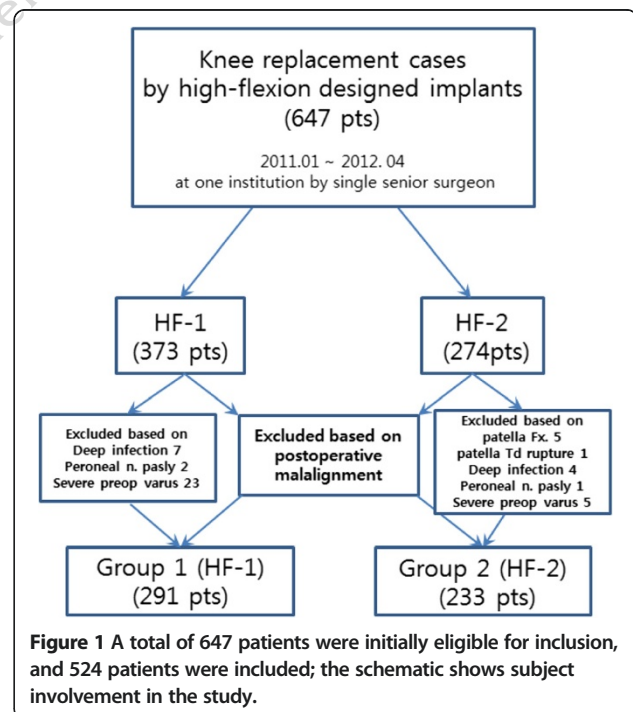 Knee replacement cases
by high-flexion designed implants
(647 pts)
2011.01 ~ 2012. 04
at one institution by single senior surgeon
HF-1
(373 pts)
HF-2
(274pts)
Excluded based on
Deep infection 7
Peroneal n. pasly 2
Severe preop varus 23
Excluded based on
postoperative
malalignment
Excluded based on
patella Fx. 5
patella Td rupture 1
Deep infection 4
Peroneal n. pasly 1
Severe preop varus 5
Group 1 (HF-1)
(291 pts)
Group 2 (HF-2)
(233 pts)
Figure 1 A total of 647 patients were initially eligible for inclusion,
and 524 patients were included; the schematic shows subject
involvement in the study.